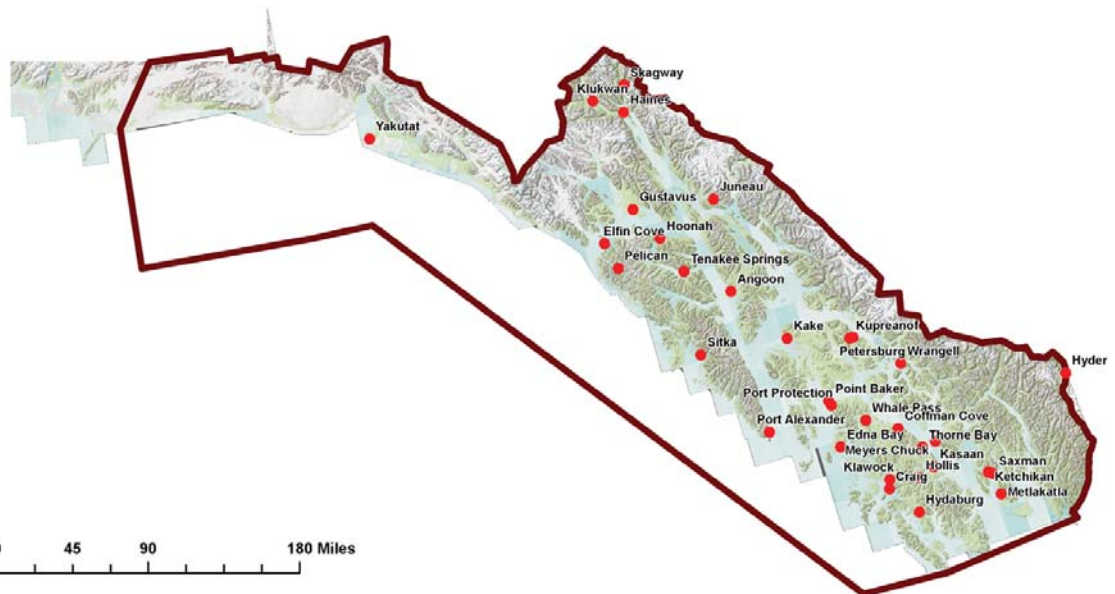 Skagway
Klukwan
Haines
Yakutat
Juneau
Gustavus
Elfin Cove
Hoonah
Pelican
Tenakee Springs
Angoon
Kake
Kupreanof
Sitka
Petersburg
Wrangell
Hyder
Port Protection
Point Baker
Port Alexander
Whale Pass
Coffman Cove
Edna Bay
Thorne Bay
Meyers Chuck
Kasaan
Klawock
Hollis
Saxman
Craig
Ketchikan
Metlakatla
Hydaburg
45 90 180 Miles